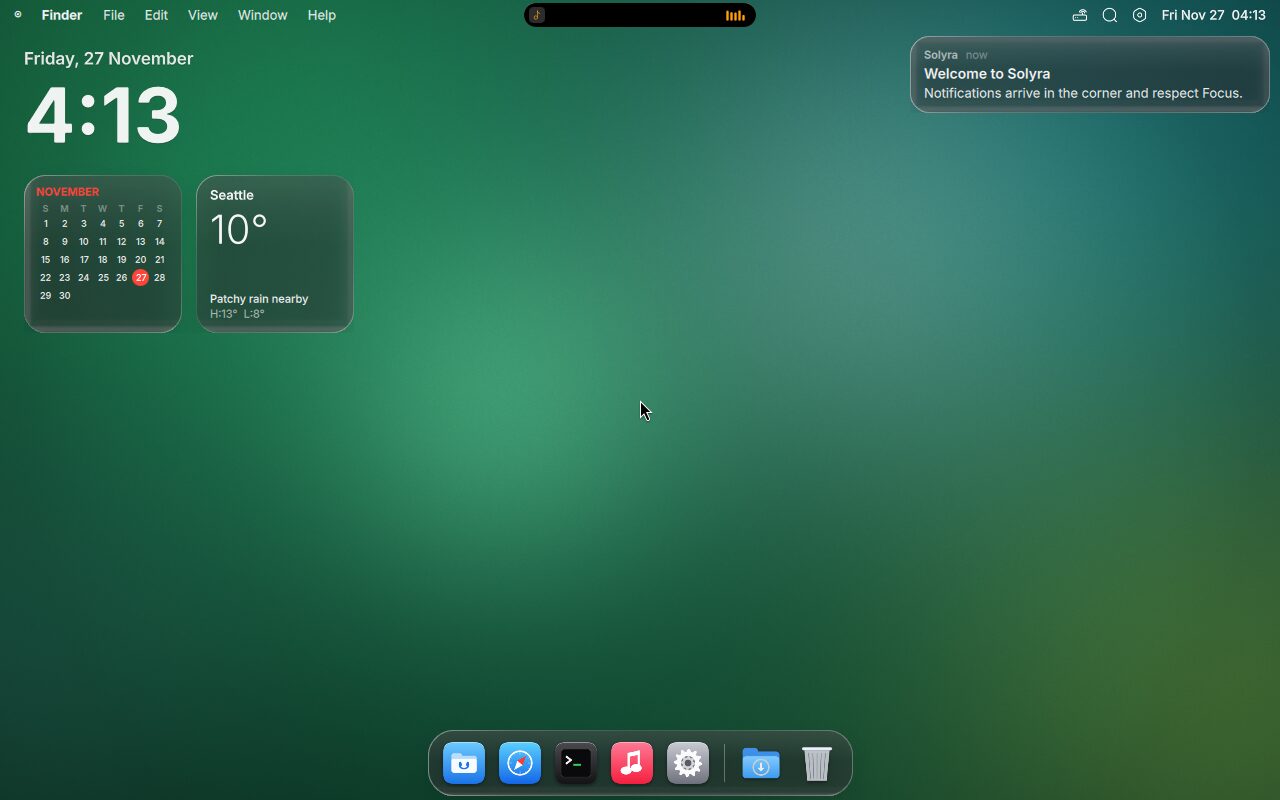 Finder File Edit View Window Help
Fri Nov 27 04:13
Friday, 27 November
4:13
Solyra now
Welcome to Solyra
Notifications arrive in the corner and respect Focus.
NOVEMBER
S M T W T F S
1 2 3 4 5 6 7
8 9 10 11 12 13 14
15 16 17 18 19 20 21
22 23 24 25 26 27 28
29 30
Seattle
10°
Patchy rain nearby
H:13° L:8°